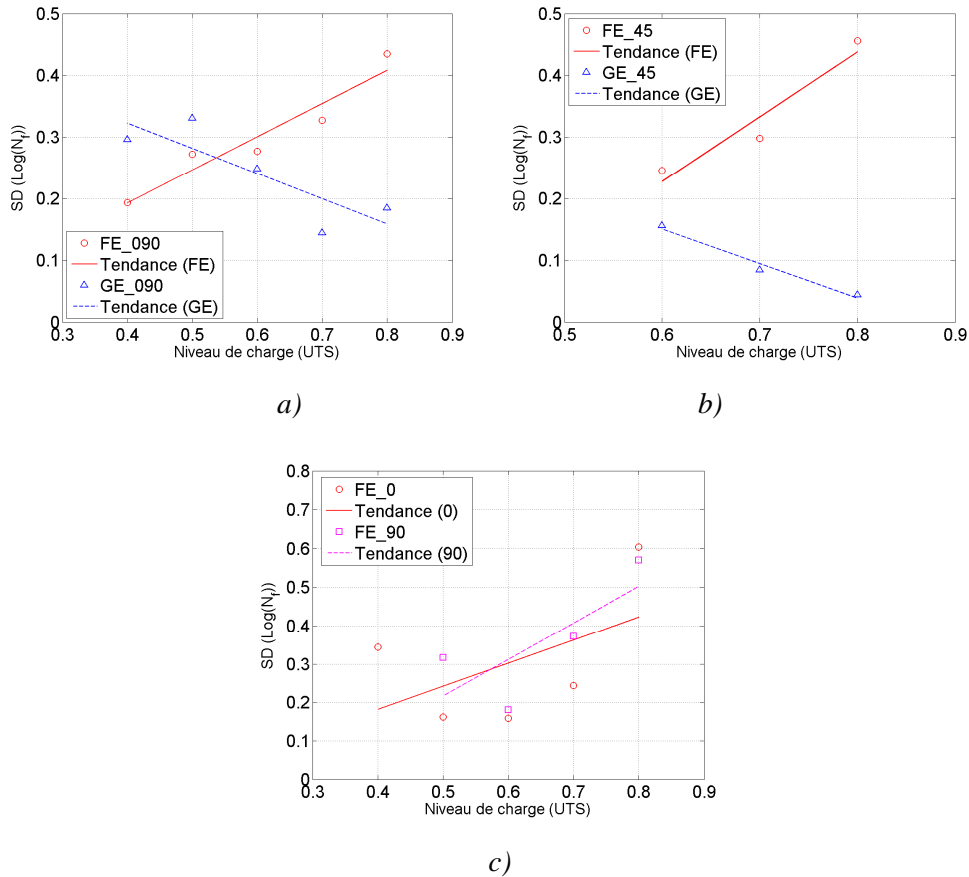 0.5
0.4
0.3
0.2
0.1
0
0.3 0.4 0.5 0.6 0.7 0.8 0.9
SD (Log(Nf))
Niveau de charge (UTS)
FE_090
Tendance (FE)
GE_090
Tendance (GE)
a)
0.5
0.4
0.3
0.2
0.1
0
0.5 0.6 0.7 0.8 0.9
SD (Log(Nf))
Niveau de charge (UTS)
FE_45
Tendance (FE)
GE_45
Tendance (GE)
b)
0.8
0.7
0.6
0.5
0.4
0.3
0.2
0.1
0
0.3 0.4 0.5 0.6 0.7 0.8 0.9
SD (Log(Nf))
Niveau de charge (UTS)
FE_0
Tendance (0)
FE_90
Tendance (90)
c)